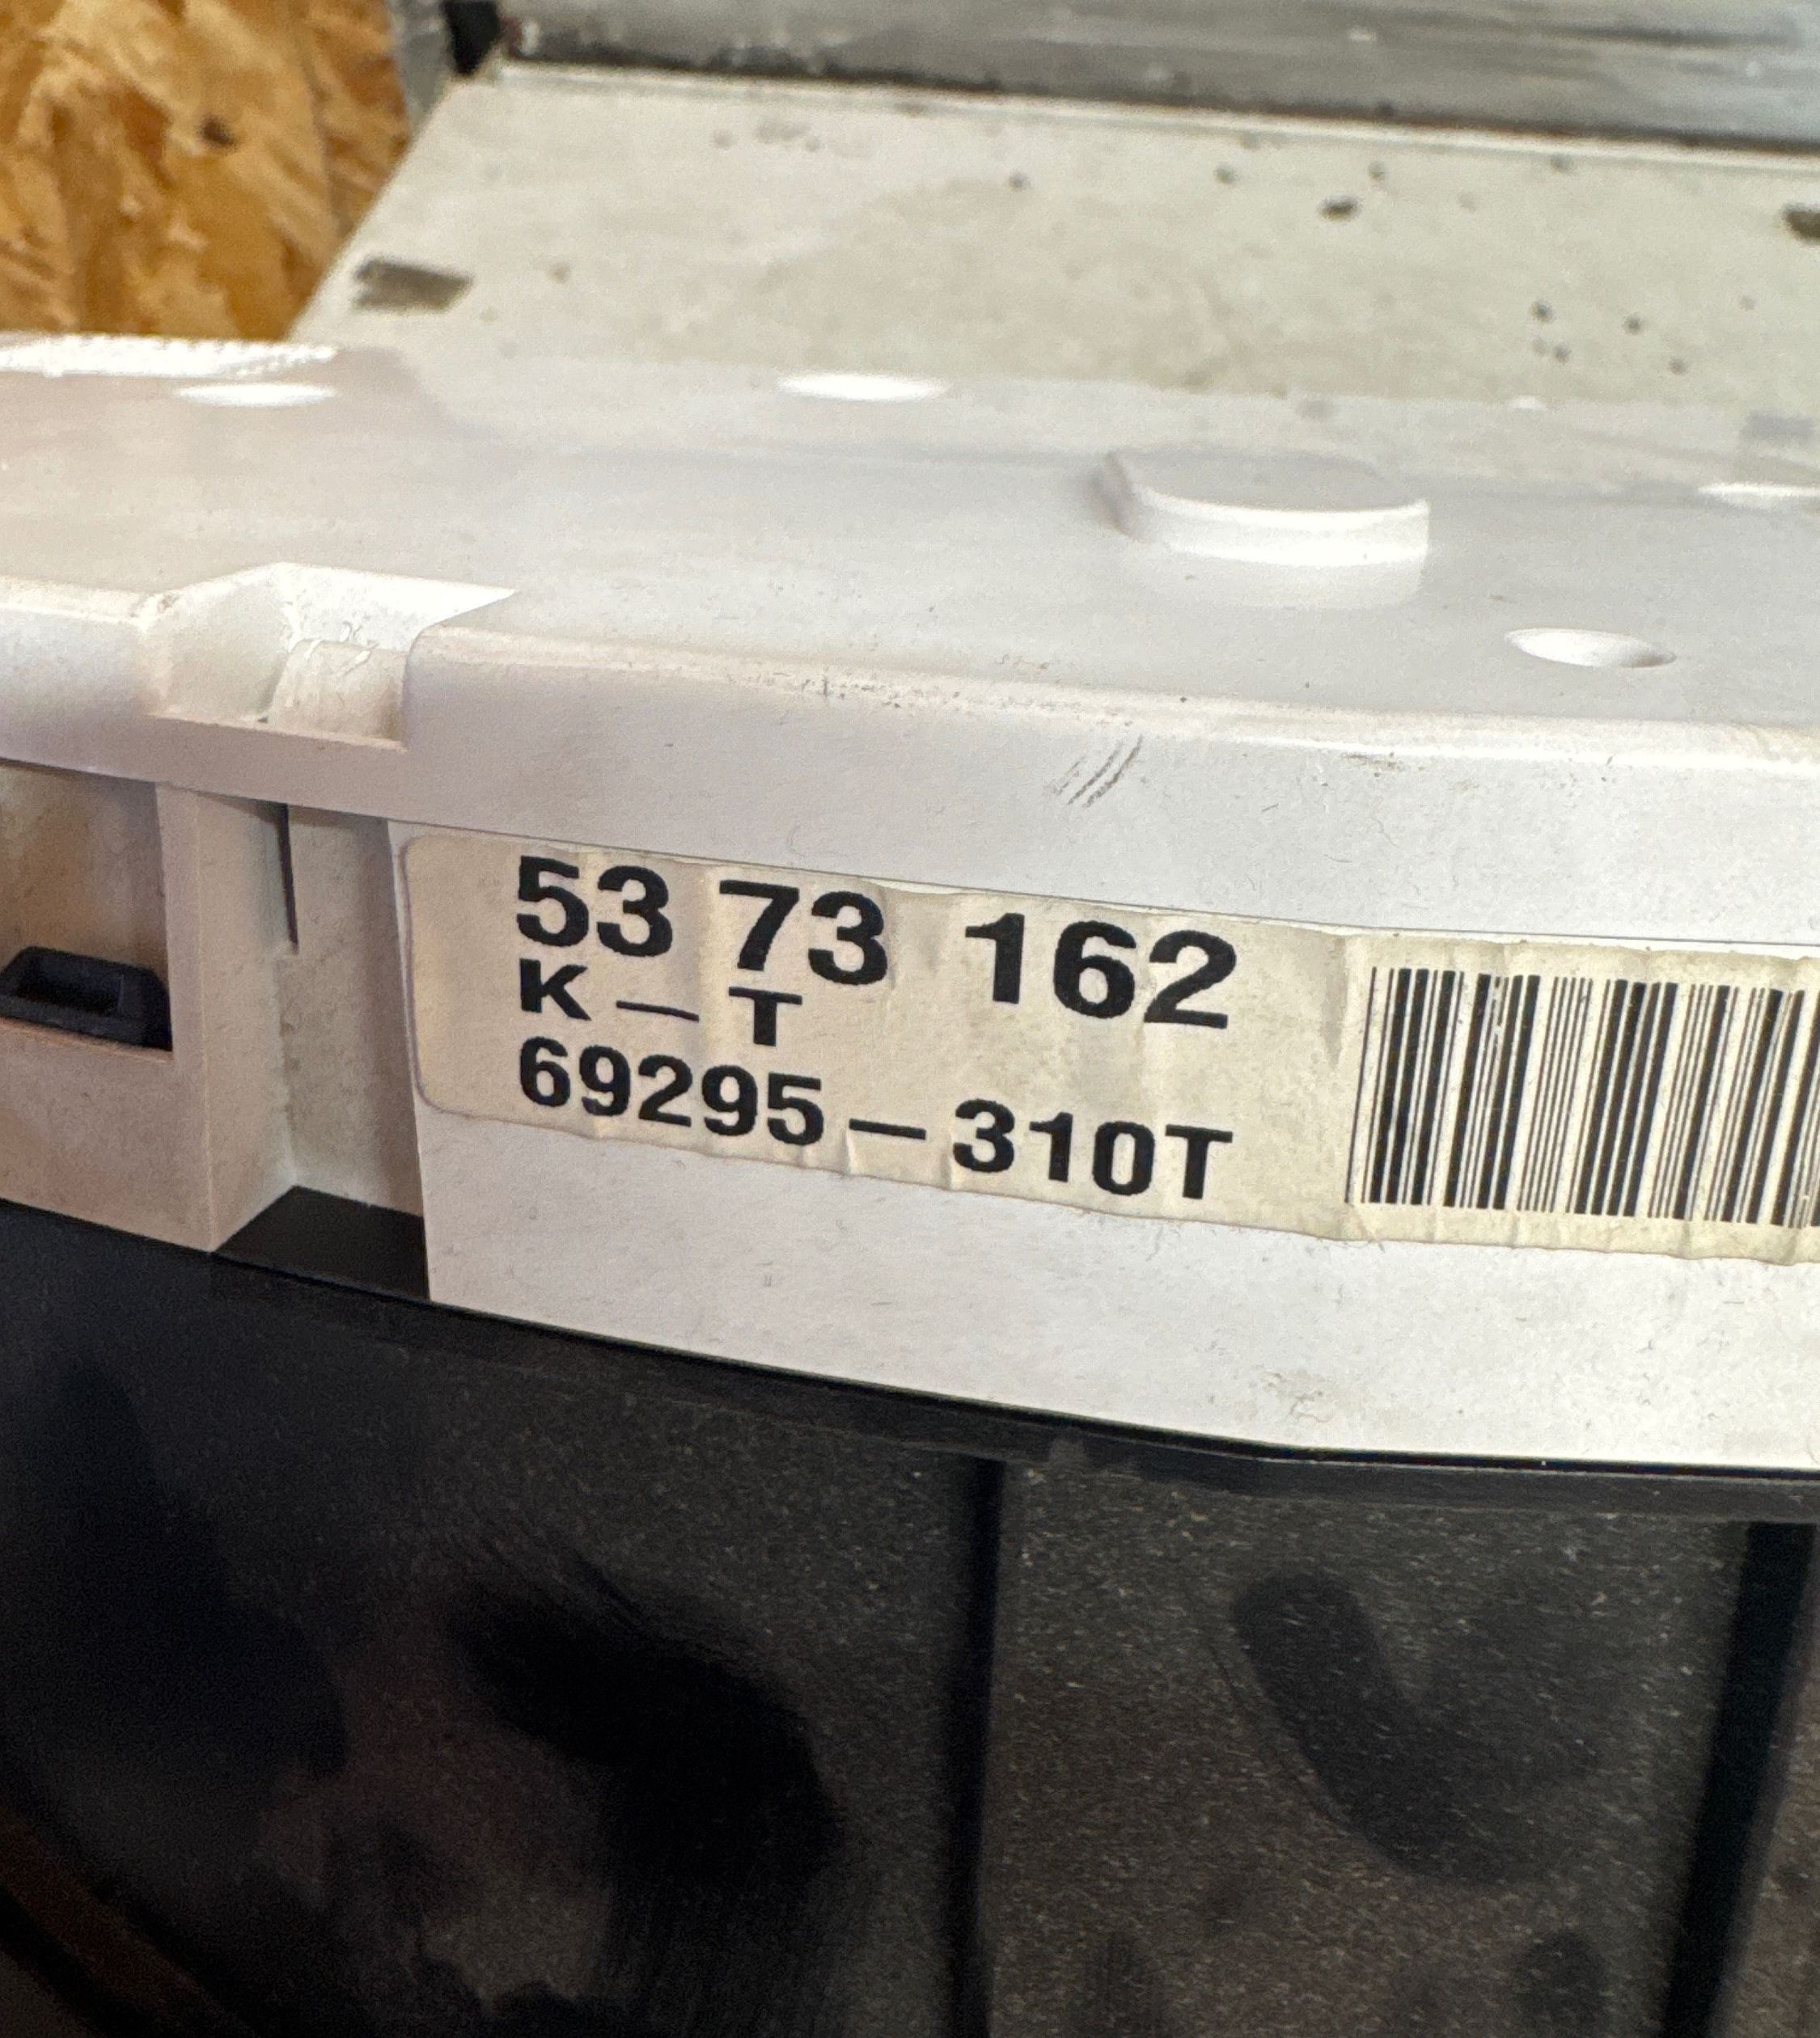 53 73 162
K – T
69295 – 310T